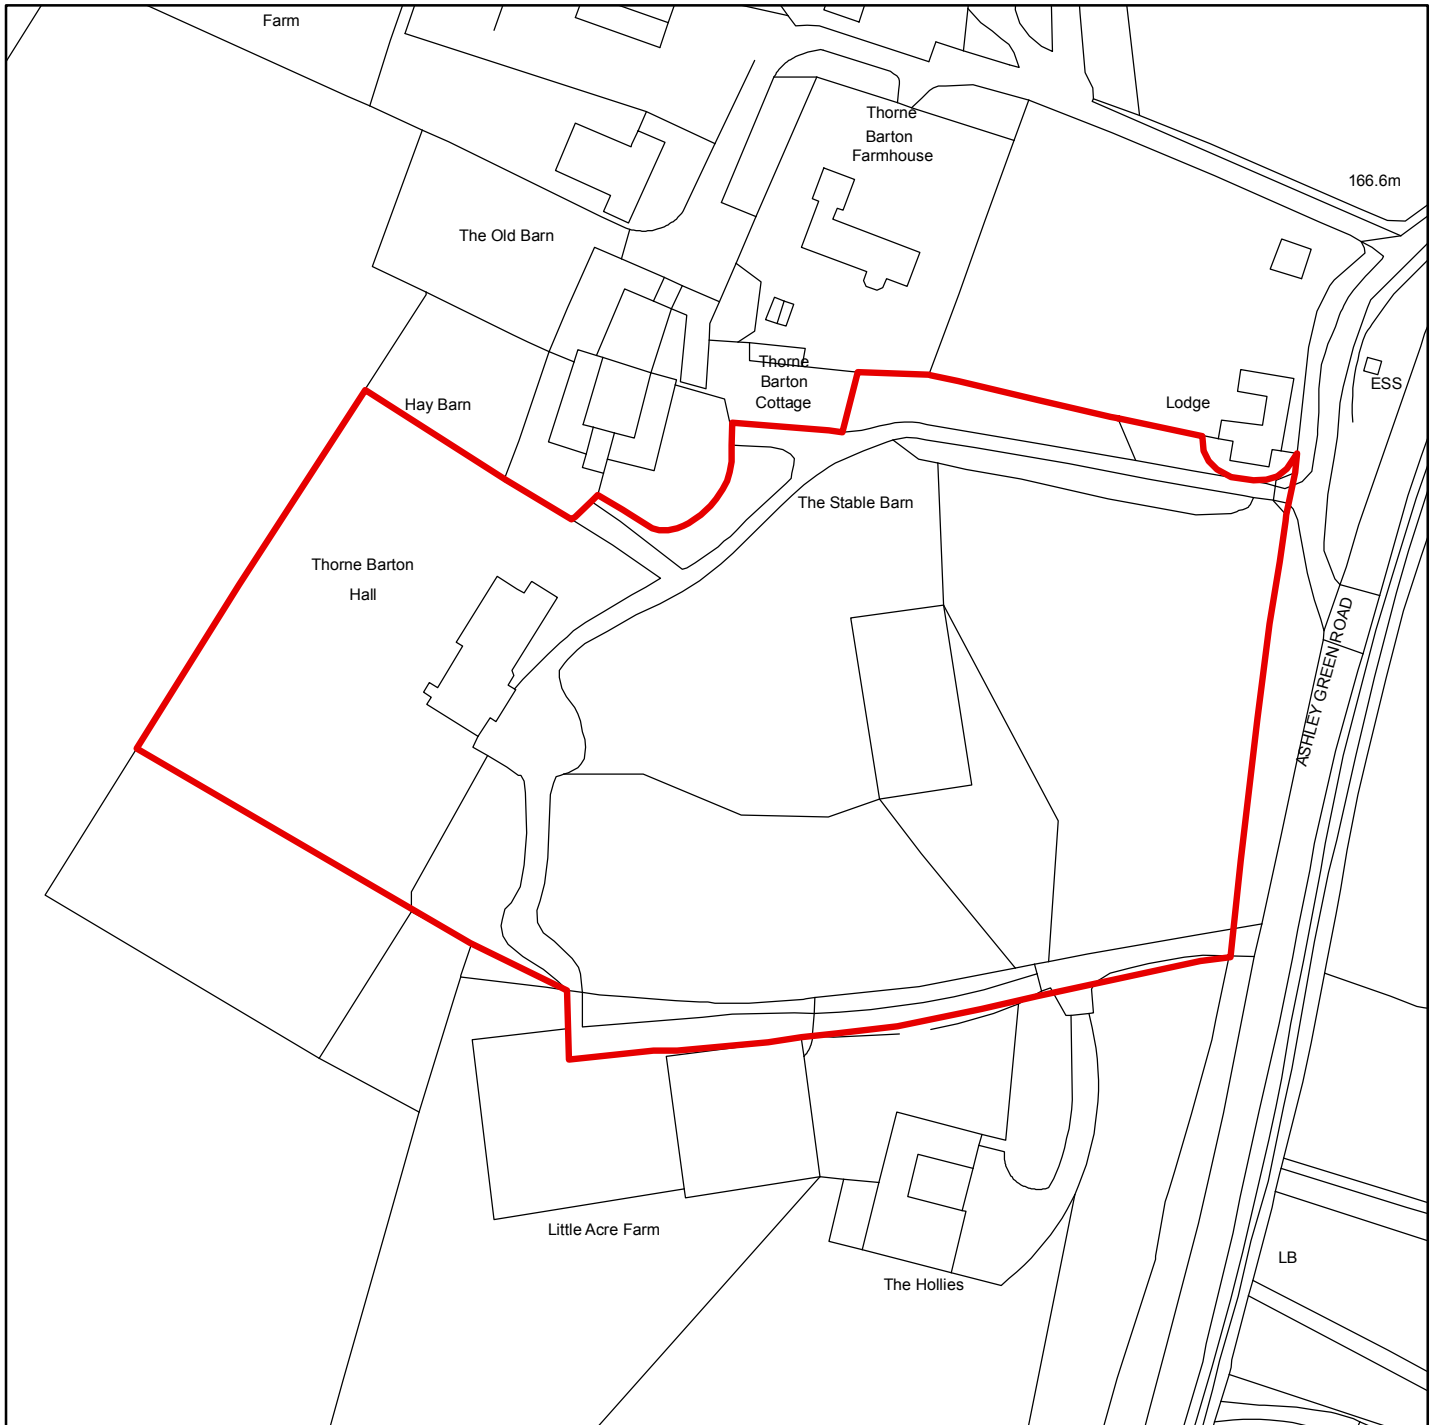 Farm
Thorne
Barton
Farmhouse
166.6m
The Old Barn
Thorne
Barton
Cottage
ESS
Hay Barn
Lodge
The Stable Barn
Thorne Barton
Hall
ASHLEY GREEN ROAD
Little Acre Farm
The Hollies
LB